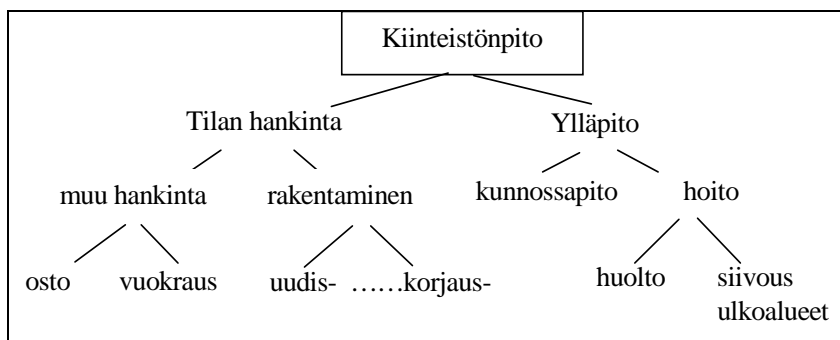 Kiinteistönpito
Tilan hankinta Ylläpito
muu hankinta rakentaminen kunnossapito hoito
osto vuokraus uudis- ……korjaus- huolto siivous
ulkoalueet